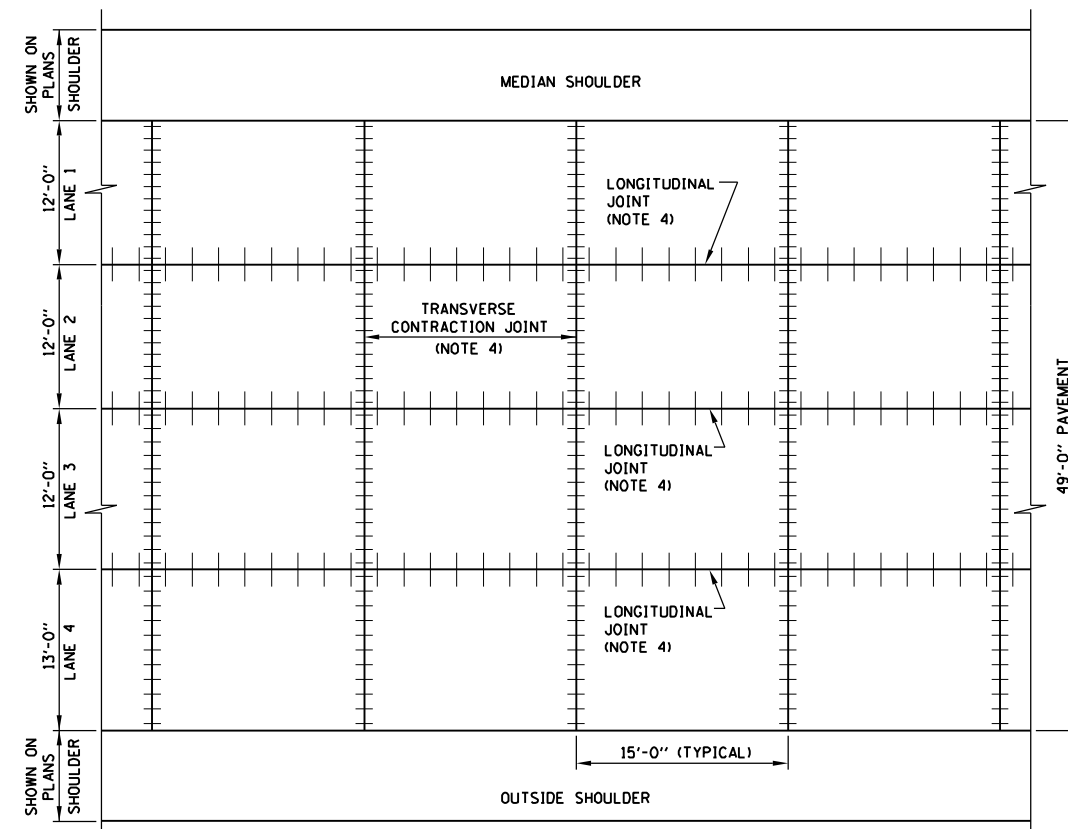 SHOWN ON
PLANS
SHOULDER
MEDIAN SHOULDER
12'-0"
LANE 1
LONGITUDINAL
JOINT
(NOTE 4)
12'-0"
LANE 2
TRANSVERSE
CONTRACTION JOINT
(NOTE 4)
49'-0" PAVEMENT
12'-0"
LANE 3
LONGITUDINAL
JOINT
(NOTE 4)
13'-0"
LANE 4
LONGITUDINAL
JOINT
(NOTE 4)
15'-0" (TYPICAL)
SHOWN ON
PLANS
SHOULDER
OUTSIDE SHOULDER